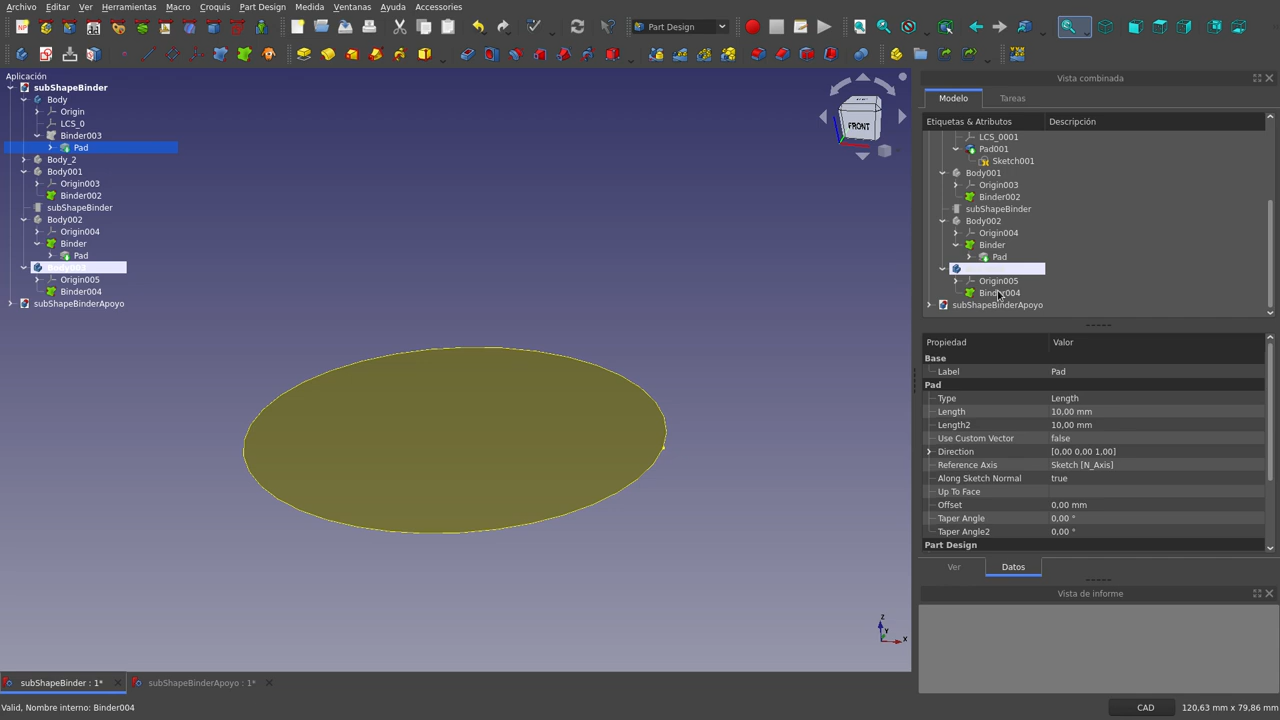 Archivo Editar Ver Herramientas Macro Croquis Part Design Medida Ventanas Ayuda Accessories
Part Design
Aplicación
subShapeBinder
Body
Origin
LCS_0
Binder003
Pad
Body_2
Body001
Origin003
Binder002
subShapeBinder
Body002
Origin004
Binder
Pad
Body003
Origin005
Binder004
subShapeBinderApoyo
FRONT
Z
Y
X
Vista combinada
Modelo Tareas
Etiquetas & Atributos Descripción
LCS_0001
Pad001
Sketch001
Body001
Origin003
Binder002
subShapeBinder
Body002
Origin004
Binder
Pad
Origin005
Binder004
subShapeBinderApoyo
Propiedad Valor
Base
Label Pad
Pad
Type Length
Length 10,00 mm
Length2 10,00 mm
Use Custom Vector false
Direction [0,00 0,00 1,00]
Reference Axis Sketch [N_Axis]
Along Sketch Normal true
Up To Face
Offset 0,00 mm
Taper Angle 0,00 °
Taper Angle2 0,00 °
Part Design
Ver Datos
Vista de informe
subShapeBinder : 1* subShapeBinderApoyo : 1*
Valid, Nombre interno: Binder004 CAD 120,63 mm x 79,86 mm